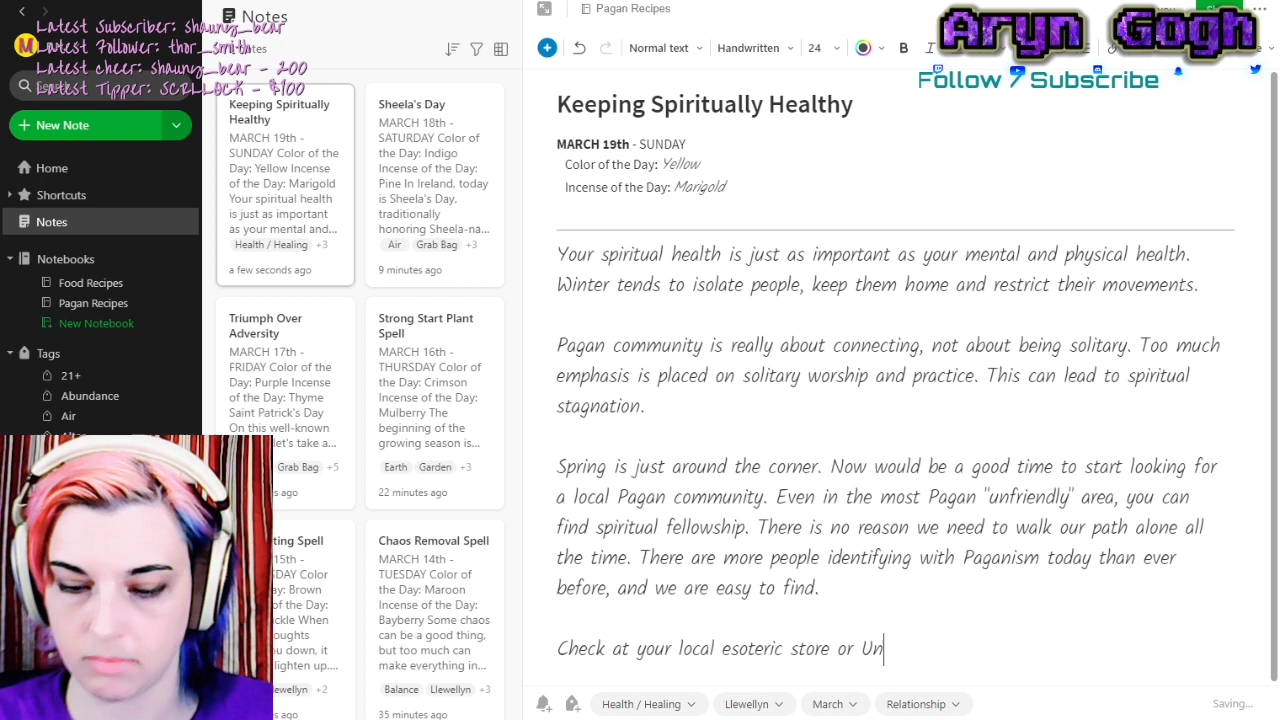 Notes
Pagan Recipes
Latest Subscriber: shaung_bear
Latest Follower: thor_smith
Latest cheer: shaung_bear - 200
Latest Tipper: SCELLOCK - $100
M
Notes
Aryn Gogh
Follow / Subscribe
Normal text
Handwritten
24
B
I
New Note
Home
Shortcuts
Notes
Notebooks
Food Recipes
Pagan Recipes
New Notebook
Tags
21+
Abundance
Air
Keeping Spiritually
Healthy
MARCH 19th -
SUNDAY Color of the
Day: Yellow Incense
of the Day: Marigold
Your spiritual health
is just as important
as your mental and...
Health / Healing +3
a few seconds ago
Sheela's Day
MARCH 18th -
SATURDAY Color of
the Day: Indigo
Incense of the Day:
Pine In Ireland, today
is Sheela's Day,
traditionally
honoring Sheela-na...
Air Grab Bag +3
9 minutes ago
Triumph Over
Adversity
MARCH 17th -
FRIDAY Color of the
Day: Purple Incense
of the Day: Thyme
Saint Patrick's Day
On this well-known
let's take a...
Grab Bag +5
Strong Start Plant
Spell
MARCH 16th -
THURSDAY Color of
the Day: Crimson
Incense of the Day:
Mulberry The
beginning of the
growing season is...
Earth Garden +3
22 minutes ago
Spell
15th -
Color
Brown
When
down, it
lighten up....
+2
Chaos Removal Spell
MARCH 14th -
TUESDAY Color of
the Day: Maroon
Incense of the Day:
Bayberry Some chaos
can be a good thing,
but too much can
make everything in...
Balance Llewellyn +3
35 minutes ago
Keeping Spiritually Healthy
MARCH 19th - SUNDAY
Color of the Day: Yellow
Incense of the Day: Marigold
Your spiritual health is just as important as your mental and physical health.
Winter tends to isolate people, keep them home and restrict their movements.
Pagan community is really about connecting, not about being solitary. Too much
emphasis is placed on solitary worship and practice. This can lead to spiritual
stagnation.
Spring is just around the corner. Now would be a good time to start looking for
a local Pagan community. Even in the most Pagan "unfriendly" area, you can
find spiritual fellowship. There is no reason we need to walk our path alone all
the time. There are more people identifying with Paganism today than ever
before, and we are easy to find.
Check at your local esoteric store or Un
Health / Healing
Llewellyn
March
Relationship
Saving...